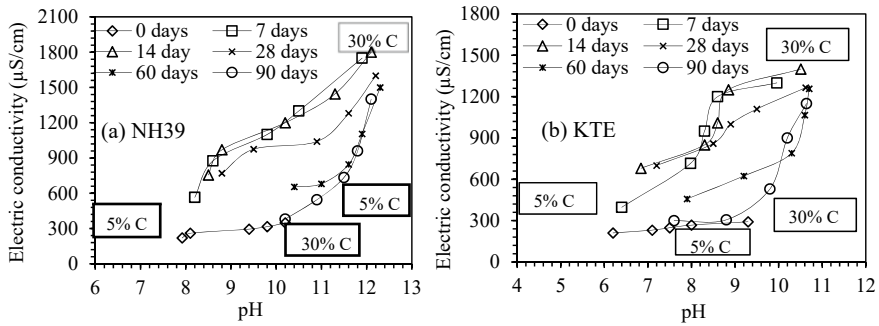 0 days 7 days
14 day 28 days
60 days 90 days
30% C
(a) NH39
5% C
5% C
30% C
Electric conductivity (µS/cm)
2100
1800
1500
1200
900
600
300
0
6 7 8 9 10 11 12 13
pH
0 days 7 days
14 days 28 days
60 days 90 days
30% C
(b) KTE
5% C
30% C
5% C
Electric conductivity (µS/cm)
1800
1500
1200
900
600
300
0
4 5 6 7 8 9 10 11 12
pH